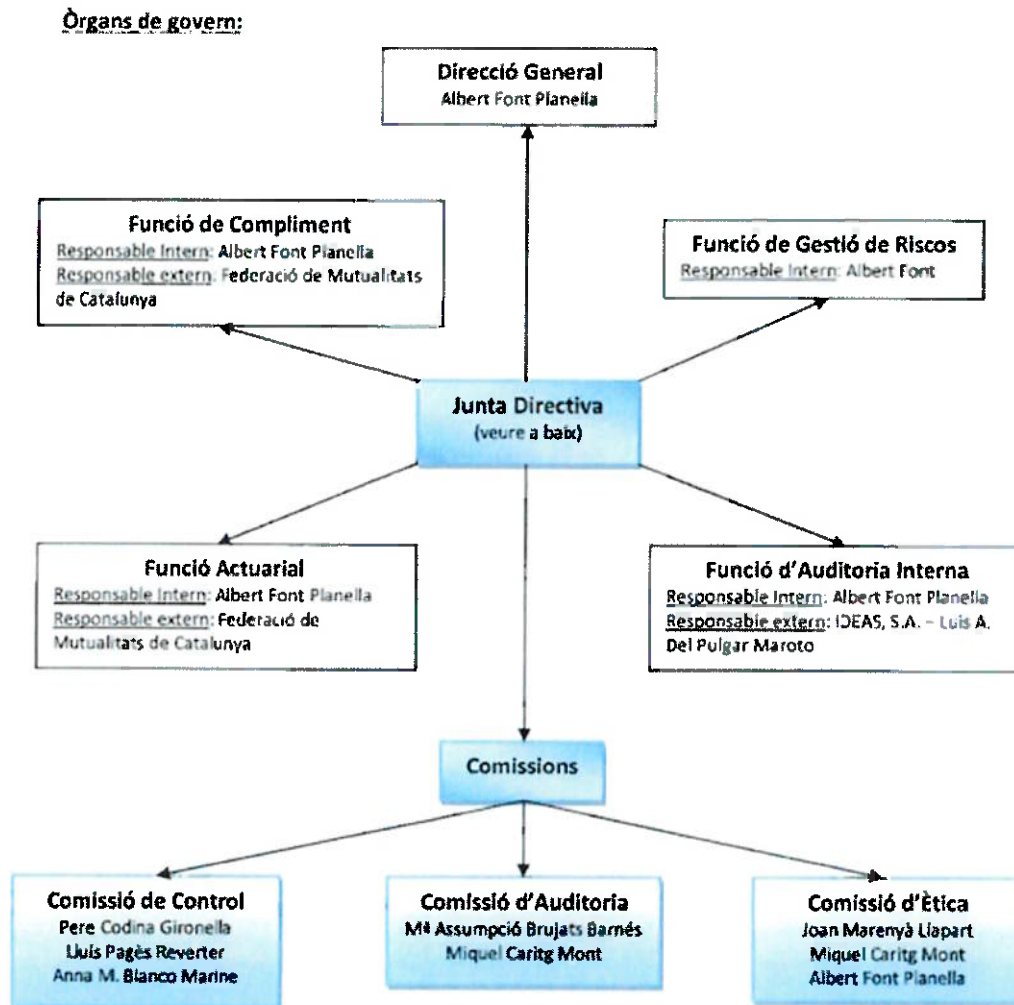 Òrgans de govern:
Direcció General
Albert Font Planella
Funció de Compliment
Responsable Intern: Albert Font Planella
Responsable extern: Federació de Mutualitats
de Catalunya
Funció de Gestió de Riscos
Responsable Intern: Albert Font
Junta Directiva
(veure a baix)
Funció Actuarial
Responsable Intern: Albert Font Planella
Responsable extern: Federació de
Mutualitats de Catalunya
Funció d'Auditoria Interna
Responsable Intern: Albert Font Planella
Responsable extern: IDEAS, S.A. – Luis A.
Del Pulgar Maroto
Comissions
Comissió de Control
Pere Codina Gironella
Lluís Pagès Reverter
Anna M. Blanco Marine
Comissió d'Auditoria
Mª Assumpció Brujats Barnés
Miquel Caritg Mont
Comissió d'Ètica
Joan Marenyà Llapart
Miquel Caritg Mont
Albert Font Planella